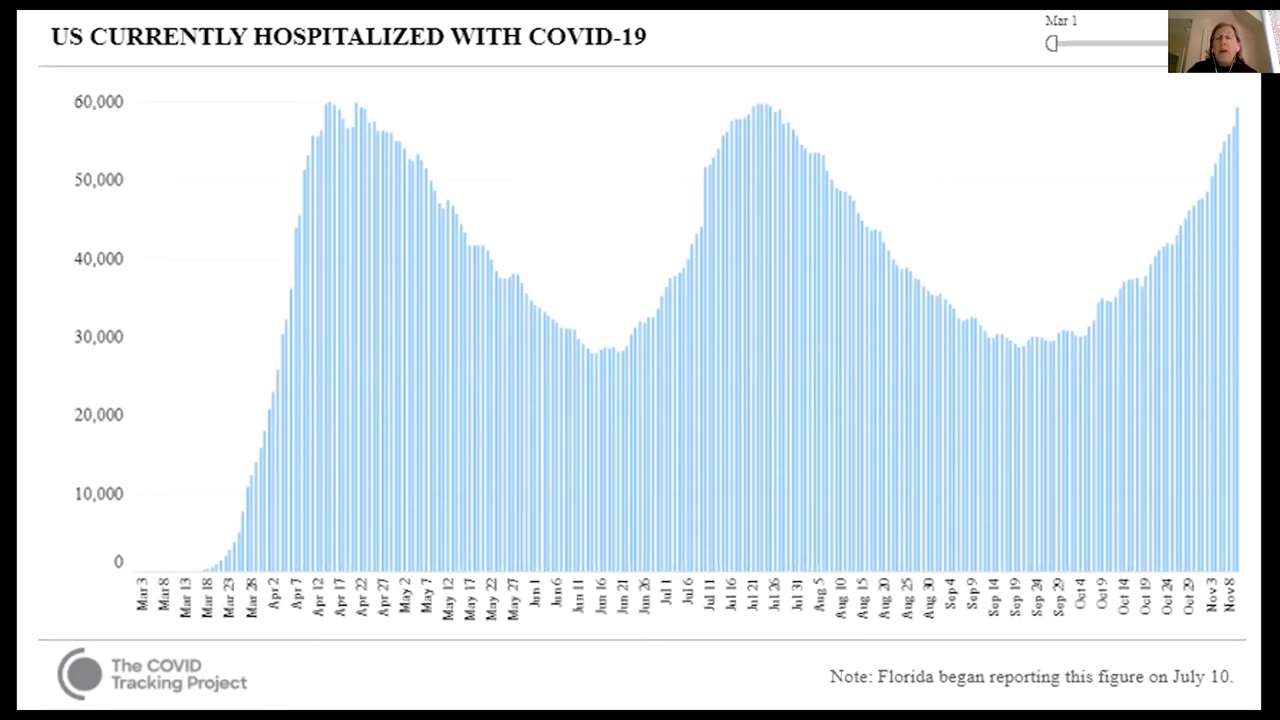 US CURRENTLY HOSPITALIZED WITH COVID-19
Mar 1
60,000
50,000
40,000
30,000
20,000
10,000
0
Mar 3
Mar 8
Mar 13
Mar 18
Mar 23
Mar 28
Apr 2
Apr 7
Apr 12
Apr 17
Apr 22
Apr 27
May 2
May 7
May 12
May 17
May 22
May 27
Jun 1
Jun 6
Jun 11
Jun 16
Jun 21
Jun 26
Jul 1
Jul 6
Jul 11
Jul 16
Jul 21
Jul 26
Jul 31
Aug 5
Aug 10
Aug 15
Aug 20
Aug 25
Aug 30
Sep 4
Sep 9
Sep 14
Sep 19
Sep 24
Sep 29
Oct 4
Oct 9
Oct 14
Oct 19
Oct 24
Oct 29
Nov 3
Nov 8
The COVID
Tracking Project
Note: Florida began reporting this figure on July 10.